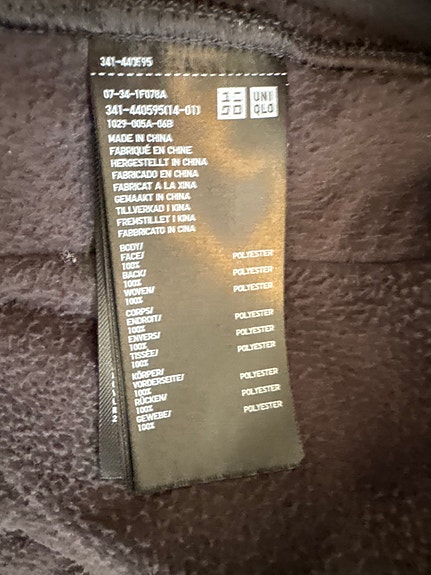 341-440595
07-34-1F078A
341-440595(14-01)
1029-005A-06B
UNI
QLO
MADE IN CHINA
FABRIQUÉ EN CHINE
HERGESTELLT IN CHINA
FABRICADO EN CHINA
FABRICAT A LA XINA
GEMAAKT IN CHINA
TILLVERKAD I KINA
FREMSTILLET I KINA
FABBRICATO IN CINA
BODY/
FACE/ POLYESTER
100%
BACK/ POLYESTER
100%
WOVEN/ POLYESTER
100%
CORPS/
ENDROIT/ POLYESTER
100%
ENVERS/ POLYESTER
100%
TISSÉE/ POLYESTER
100%
KÖRPER/
VORDERSEITE/ POLYESTER
100%
RÜCKEN/ POLYESTER
100%
GEWEBE/ POLYESTER
100%